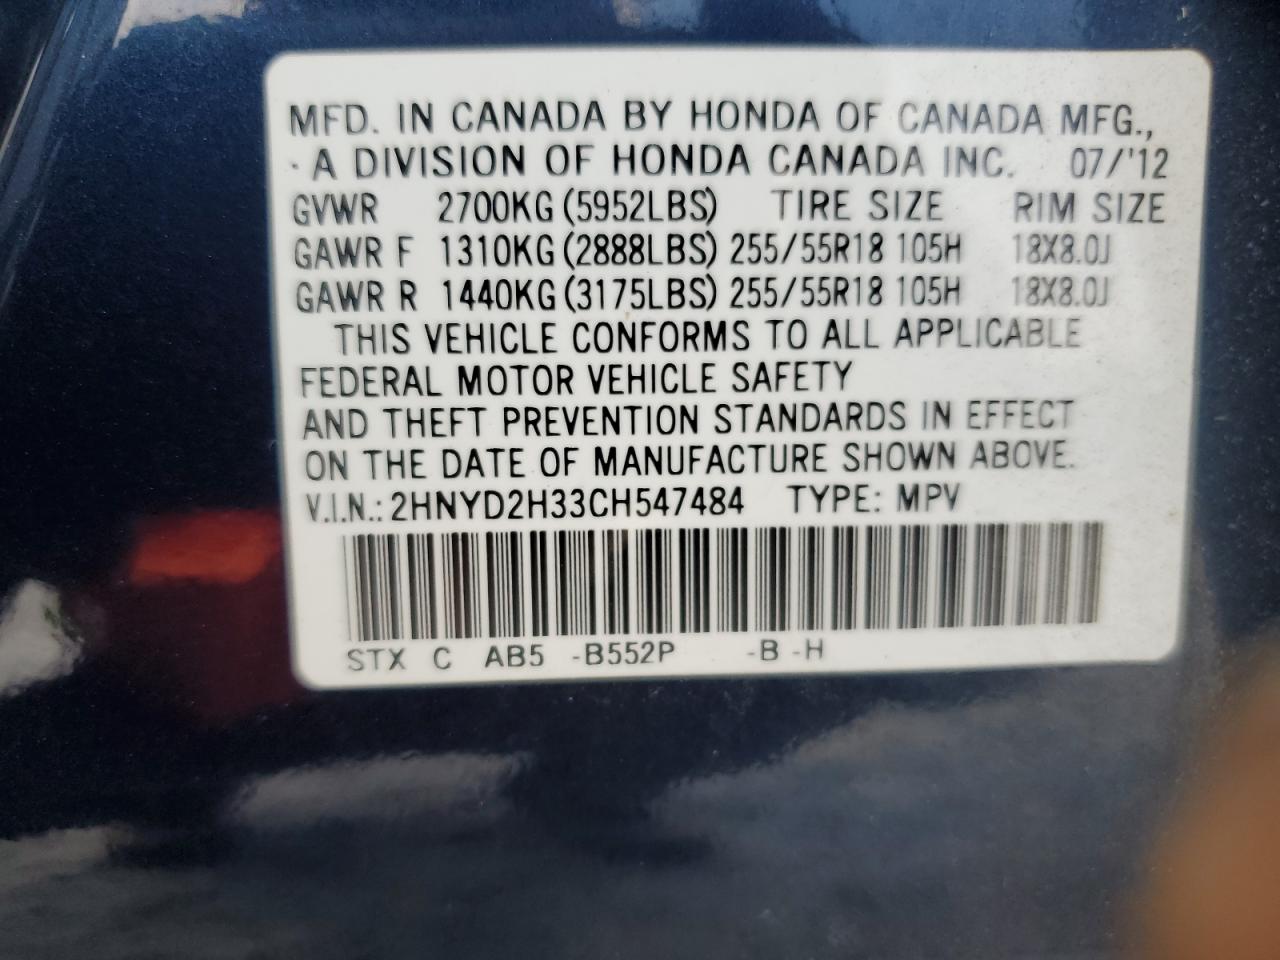 MFD. IN CANADA BY HONDA OF CANADA MFG.,
· A DIVISION OF HONDA CANADA INC. 07/'12
GVWR 2700KG (5952LBS) TIRE SIZE RIM SIZE
GAWR F 1310KG (2888LBS) 255/55R18 105H 18X8.0J
GAWR R 1440KG (3175LBS) 255/55R18 105H 18X8.0J
THIS VEHICLE CONFORMS TO ALL APPLICABLE
FEDERAL MOTOR VEHICLE SAFETY
AND THEFT PREVENTION STANDARDS IN EFFECT
ON THE DATE OF MANUFACTURE SHOWN ABOVE.
V.I.N.: 2HNYD2H33CH547484 TYPE: MPV
STX C AB5 -B552P -B -H